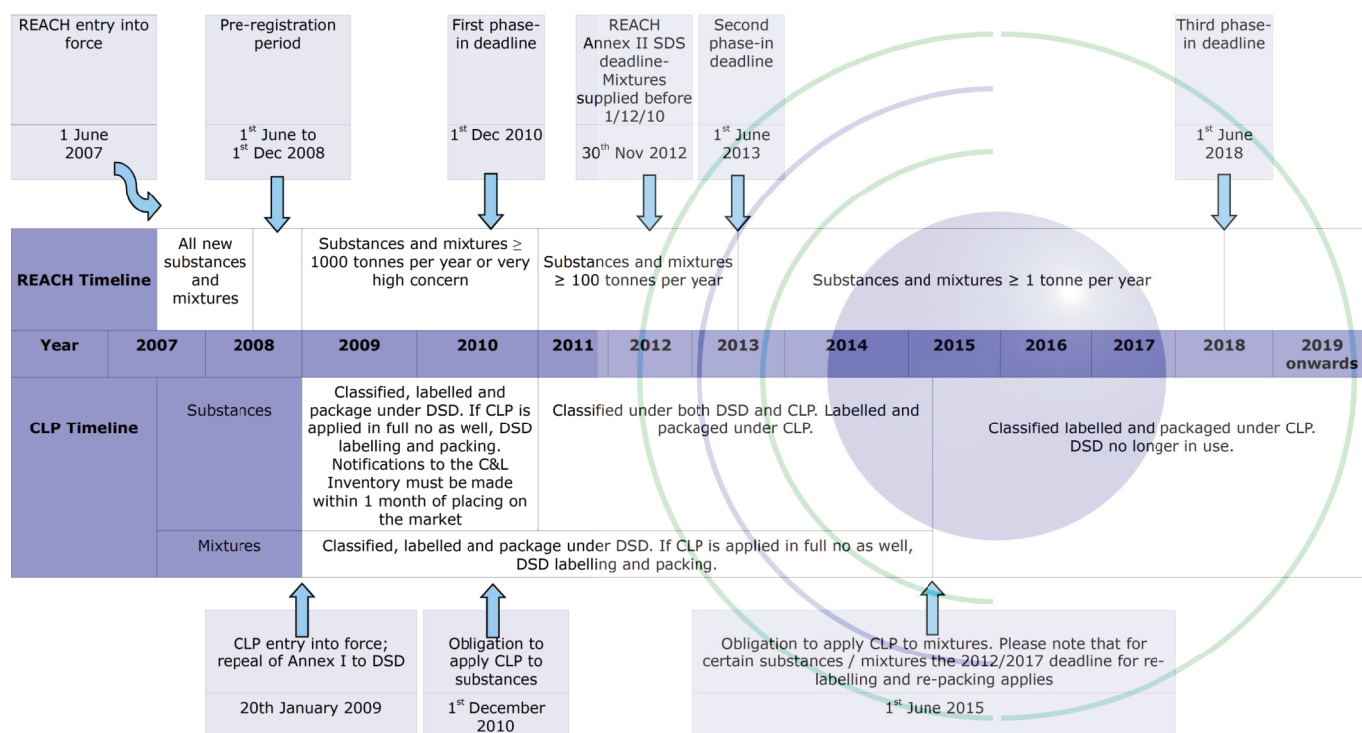 REACH entry into
force
1 June
2007
Pre-registration
period
1st June to
1st Dec 2008
First phase-
in deadline
1st Dec 2010
REACH
Annex II SDS
deadline-
Mixtures
supplied before
1/12/10
30th Nov 2012
Second
phase-in
deadline
1st June
2013
Third phase-
in deadline
1st June
2018
REACH Timeline
All new
substances
and
mixtures
Substances and mixtures ≥
1000 tonnes per year or very
high concern
Substances and mixtures
≥ 100 tonnes per year
Substances and mixtures ≥ 1 tonne per year
Year
2007
2008
2009
2010
2011
2012
2013
2014
2015
2016
2017
2018
2019
onwards
CLP Timeline
Substances
Classified, labelled and
package under DSD. If CLP is
applied in full no as well, DSD
labelling and packing.
Notifications to the C&L
Inventory must be made
within 1 month of placing on
the market
Classified under both DSD and CLP. Labelled and
packaged under CLP.
Classified labelled and packaged under CLP.
DSD no longer in use.
Mixtures
Classified, labelled and package under DSD. If CLP is applied in full no as well,
DSD labelling and packing.
CLP entry into force;
repeal of Annex I to DSD
20th January 2009
Obligation to
apply CLP to
substances
1st December
2010
Obligation to apply CLP to mixtures. Please note that for
certain substances / mixtures the 2012/2017 deadline for re-
labelling and re-packing applies
1st June 2015